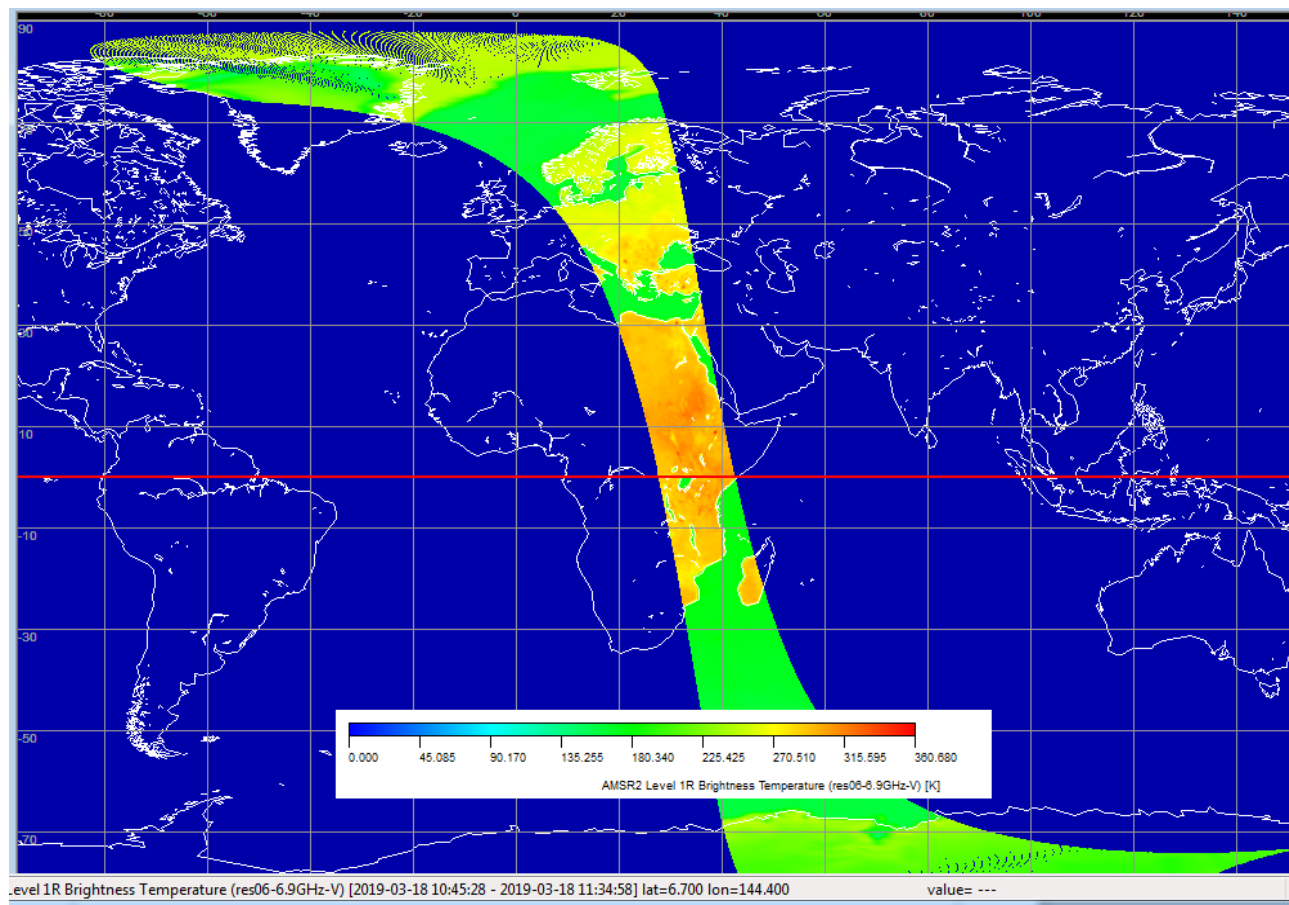 -80 -60 -40 -20 0 20 40 60 80 100 120 140
90
30
10
-10
-30
-50
-70
0.000 45.085 90.170 135.255 180.340 225.425 270.510 315.595 360.680
AMSR2 Level 1R Brightness Temperature (res06-6.9GHz-V) [K]
Level 1R Brightness Temperature (res06-6.9GHz-V) [2019-03-18 10:45:28 - 2019-03-18 11:34:58] lat=6.700 lon=144.400 value= ---